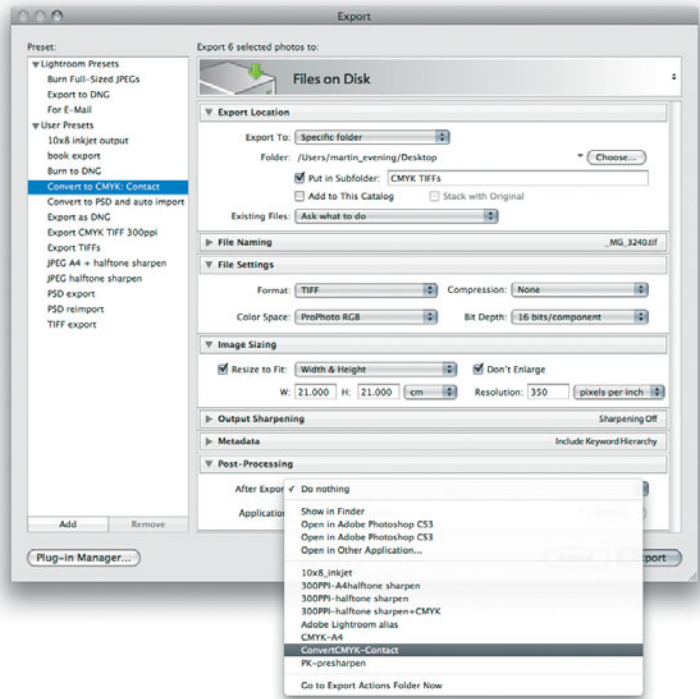 Export
Preset:
Lightroom Presets
Burn Full-Sized JPEGs
Export to DNG
For E-Mail
User Presets
10x8 inkjet output
book export
Burn to DNG
Convert to CMYK: Contact
Convert to PSD and auto import
Export as DNG
Export CMYK TIFF 300ppi
Export TIFFs
JPEG A4 + halftone sharpen
JPEG halftone sharpen
PSD export
PSD reimport
TIFF export
Add Remove
Plug-in Manager...
Export 6 selected photos to:
Files on Disk
Export Location
Export To: Specific folder
Folder: /Users/martin_evening/Desktop Choose...
Put in Subfolder: CMYK TIFFs
Add to This Catalog Stack with Original
Existing Files: Ask what to do
File Naming _MG_3240.tif
File Settings
Format: TIFF Compression: None
Color Space: ProPhoto RGB Bit Depth: 16 bits/component
Image Sizing
Resize to Fit: Width & Height Don't Enlarge
W: 21.000 H: 21.000 cm Resolution: 350 pixels per inch
Output Sharpening Sharpening Off
Metadata Include Keyword Hierarchy
Post-Processing
After Expor Do nothing
Application
Show in Finder
Open in Adobe Photoshop CS3
Open in Adobe Photoshop CS3
Open in Other Application...
10x8_inkjet
300PPI-A4halftone sharpen
300PPI-halftone sharpen
300PPI-halftone sharpen+CMYK
Adobe Lightroom alias
CMYK-A4
ConvertCMYK-Contact
PK-presharpen
Go to Export Actions Folder Now
port